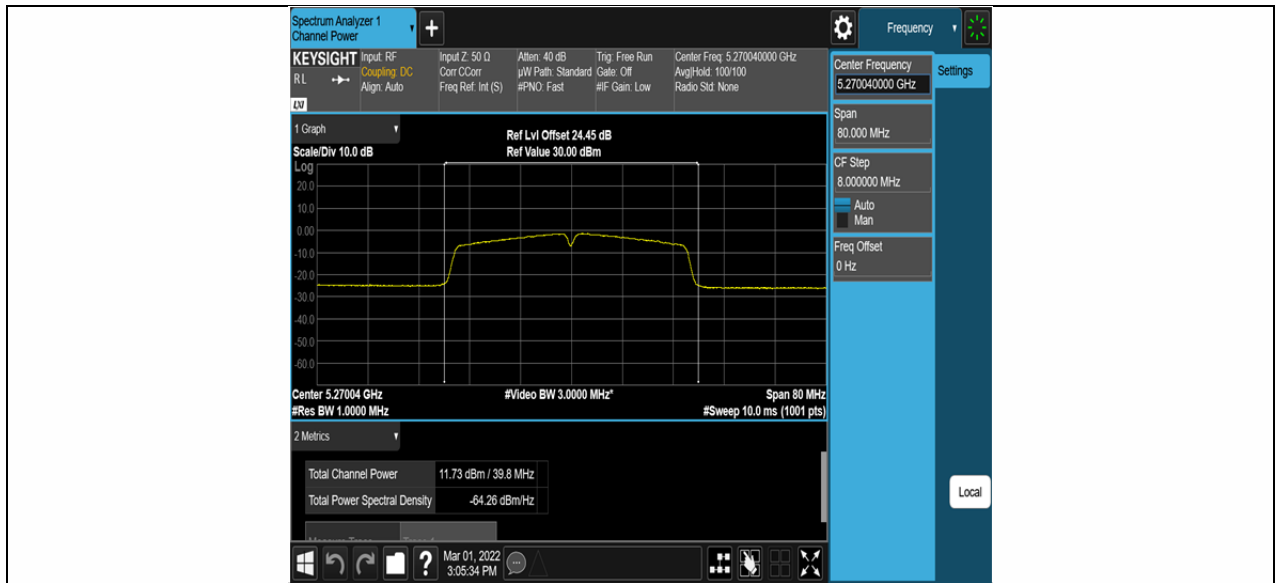 Spectrum Analyzer 1
Channel Power
+
Frequency
KEYSIGHT Input: RF Input Z: 50 Ω Atten: 40 dB Trig: Free Run Center Freq: 5.270040000 GHz
RL Coupling: DC Corr CCorr µW Path: Standard Gate: Off Avg|Hold: 100/100
Align: Auto Freq Ref: Int (S) #PNO: Fast #IF Gain: Low Radio Std: None
LXI
1 Graph
Ref Lvl Offset 24.45 dB
Scale/Div 10.0 dB Ref Value 30.00 dBm
Log
20.0
10.0
0.00
-10.0
-20.0
-30.0
-40.0
-50.0
-60.0
Center 5.27004 GHz #Video BW 3.0000 MHz* Span 80 MHz
#Res BW 1.0000 MHz #Sweep 10.0 ms (1001 pts)
2 Metrics
Total Channel Power 11.73 dBm / 39.8 MHz
Total Power Spectral Density -64.26 dBm/Hz
?
Mar 01, 2022
3:05:34 PM
Center Frequency
5.270040000 GHz
Settings
Span
80.000 MHz
CF Step
8.000000 MHz
Auto
Man
Freq Offset
0 Hz
Local